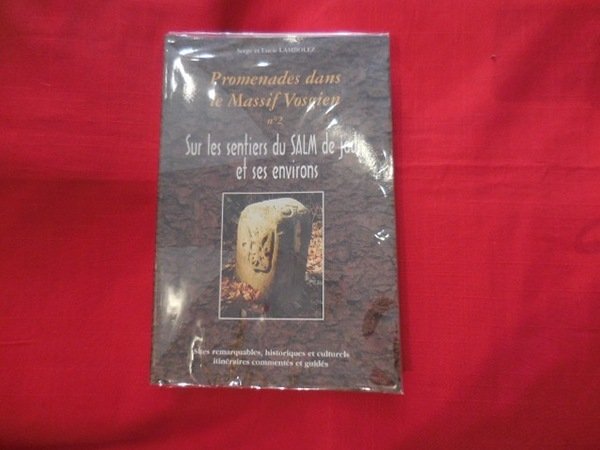 Serge et Lucie LAMBOLEZ
Promenades dans
le Massif Vosgien
n°2
Sur les sentiers du SALM de jadis
et ses environs
Sites remarquables, historiques et culturels
itinéraires commentés et guidés